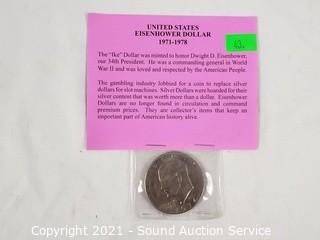 UNITED STATES
EISENHOWER DOLLAR
1971-1978
The "Ike" Dollar was minted to honor Dwight D. Eisenhower,
our 34th President. He was a commanding general in World
War II and was loved and respected by the American People.
The gambling industry lobbied for a coin to replace silver
dollars for slot machines. Silver Dollars were hoarded for their
silver content that was worth more than a dollar. Eisenhower
Dollars are no longer found in circulation and command
premium prices. They are collector's items that keep an
important part of American history alive.
Copyright 2021 - Sound Auction Service